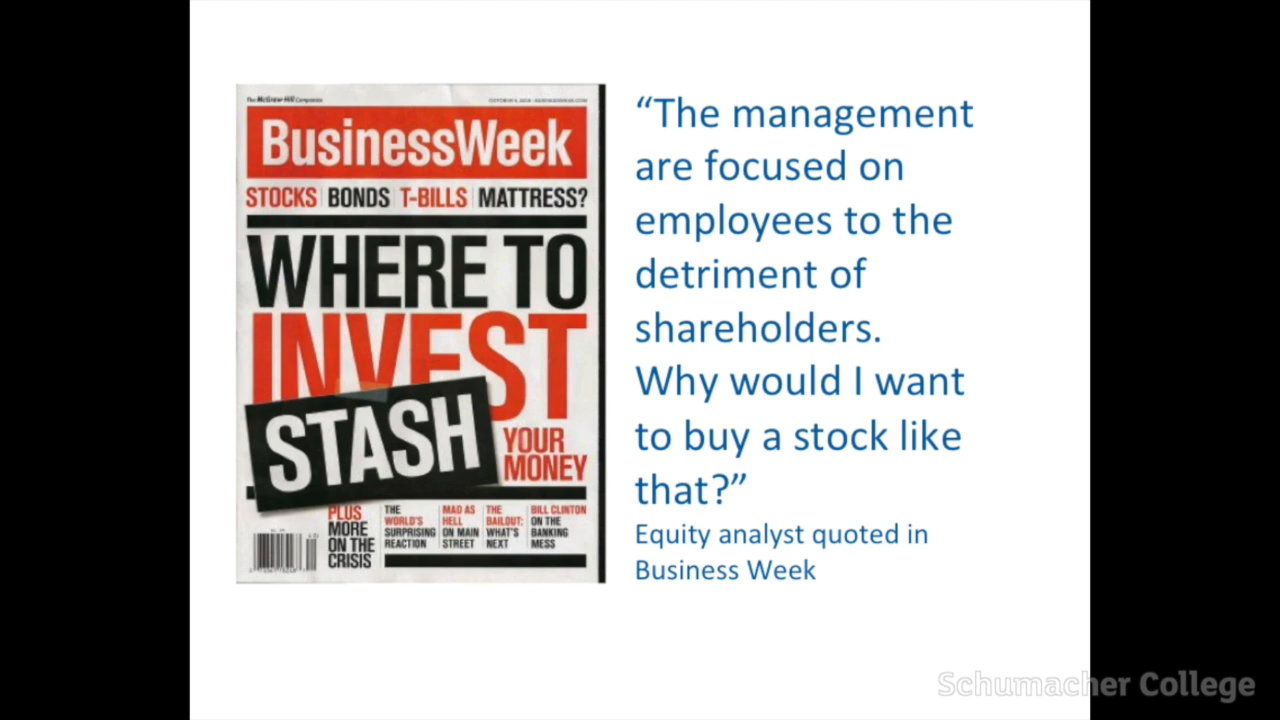 The McGraw-Hill Companies
BusinessWeek
STOCKS BONDS T-BILLS MATTRESS?
WHERE TO
INVEST
STASH
YOUR
MONEY
PLUS
MORE
ON THE
CRISIS
THE
WORLD'S
SURPRISING
REACTION
MAD AS
HELL
ON MAIN
STREET
THE
BAILOUT:
WHAT'S
NEXT
BILL CLINTON
ON THE
BANKING
MESS
“The management
are focused on
employees to the
detriment of
shareholders.
Why would I want
to buy a stock like
that?”
Equity analyst quoted in
Business Week
Schumacher College